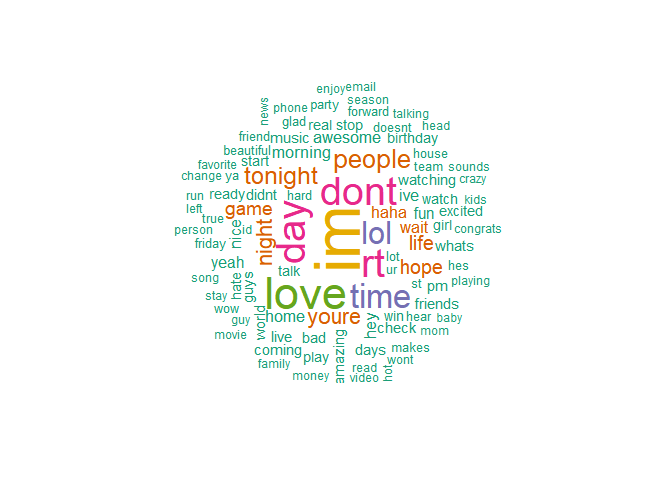 enjoy email
news phone party season
forward talking
glad real stop doesnt head
friend music awesome birthday
beautiful morning people house
favorite start team sounds
change ya tonight dont watching crazy
run ready didnt hard ive watch kids
left game day im haha fun excited
true id lol wait girl congrats
person nice night life whats
friday
yeah talk rt lot hope hes
song hate guys ur st pm playing
stay love time friends
wow world home youre hey win hear baby
guy check mom
movie live bad
coming play amazing days makes
family read wont
money video hot